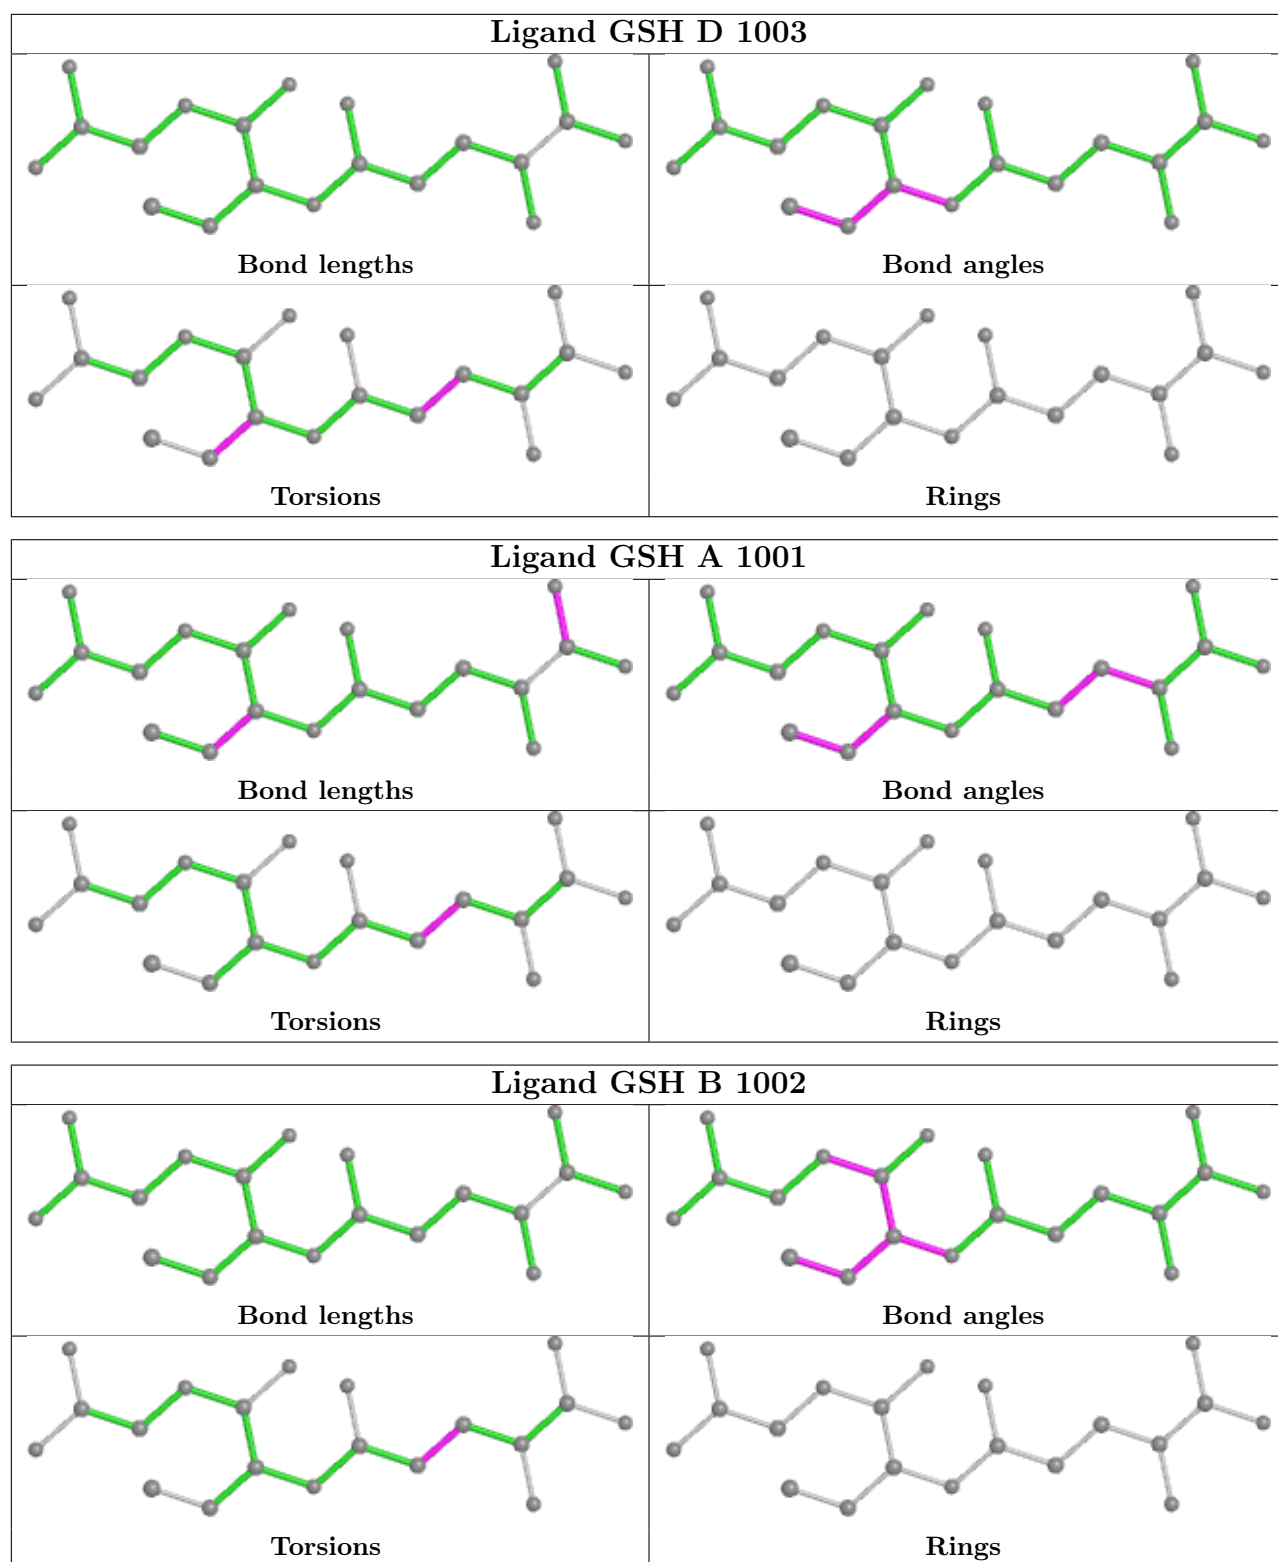 Ligand GSH D 1003
Bond lengths
Bond angles
Torsions
Rings
Ligand GSH A 1001
Bond lengths
Bond angles
Torsions
Rings
Ligand GSH B 1002
Bond lengths
Bond angles
Torsions
Rings